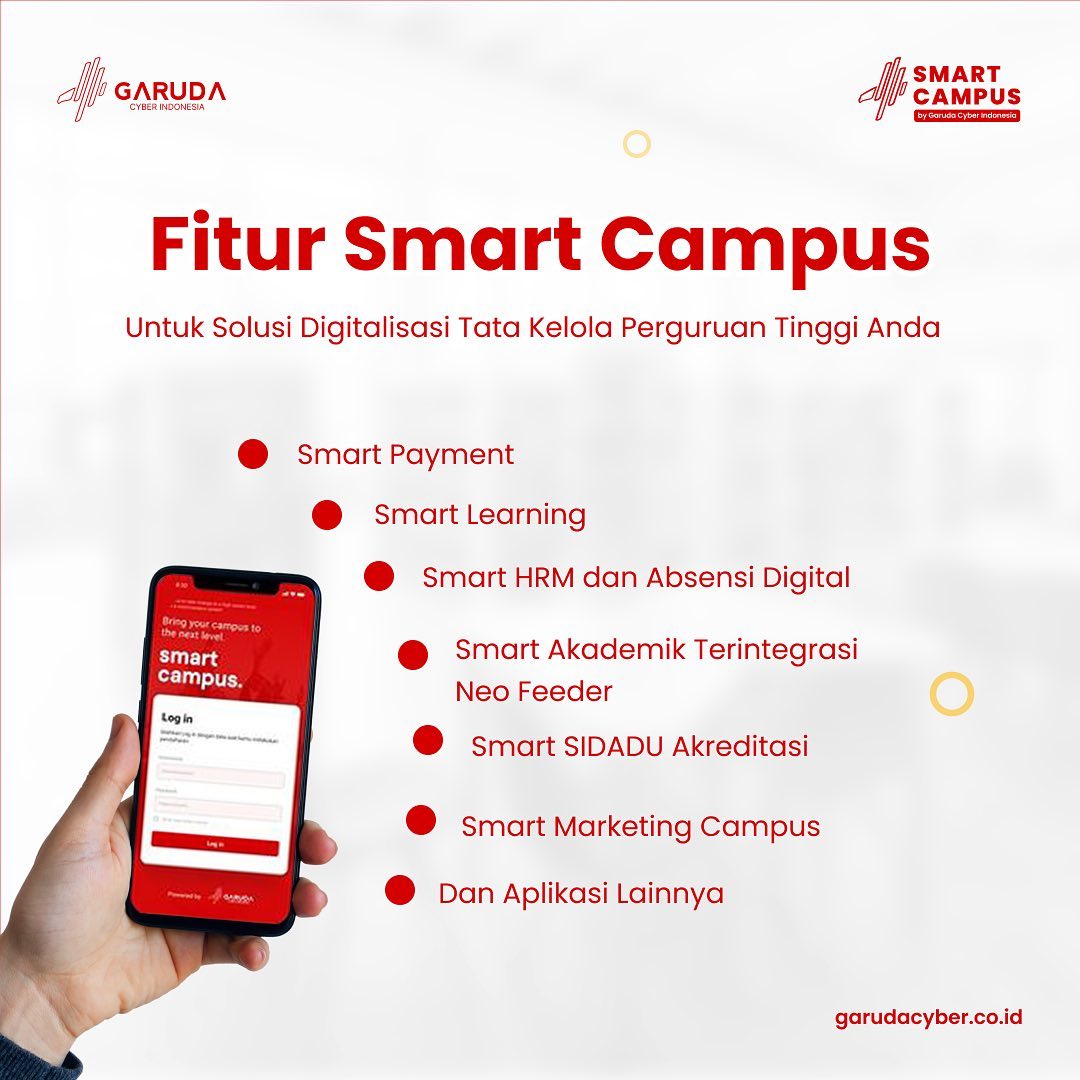 GARUDA
CYBER INDONESIA
SMART
CAMPUS
by Garuda Cyber Indonesia
Fitur Smart Campus
Untuk Solusi Digitalisasi Tata Kelola Perguruan Tinggi Anda
Smart Payment
Smart Learning
Smart HRM dan Absensi Digital
Smart Akademik Terintegrasi
Neo Feeder
Smart SIDADU Akreditasi
Smart Marketing Campus
Dan Aplikasi Lainnya
Bring your campus to
the next level.
smart
campus.
Log in
Log in
Powered by GARUDA
garudacyber.co.id